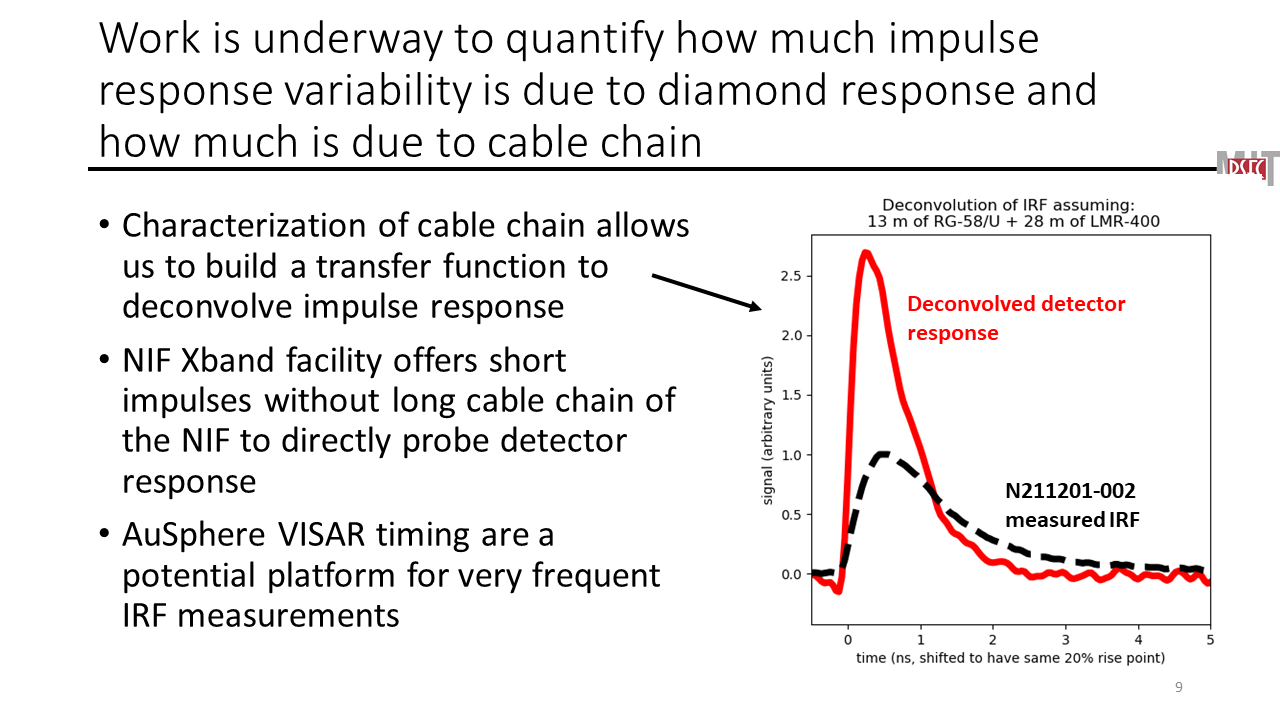 Work is underway to quantify how much impulse
response variability is due to diamond response and
how much is due to cable chain
• Characterization of cable chain allows
us to build a transfer function to
deconvolve impulse response
• NIF Xband facility offers short
impulses without long cable chain of
the NIF to directly probe detector
response
• AuSphere VISAR timing are a
potential platform for very frequent
IRF measurements
Deconvolution of IRF assuming:
13 m of RG-58/U + 28 m of LMR-400
signal (arbitrary units)
2.5
2.0
1.5
1.0
0.5
0.0
Deconvolved detector
response
N211201-002
measured IRF
0 1 2 3 4 5
time (ns, shifted to have same 20% rise point)
9